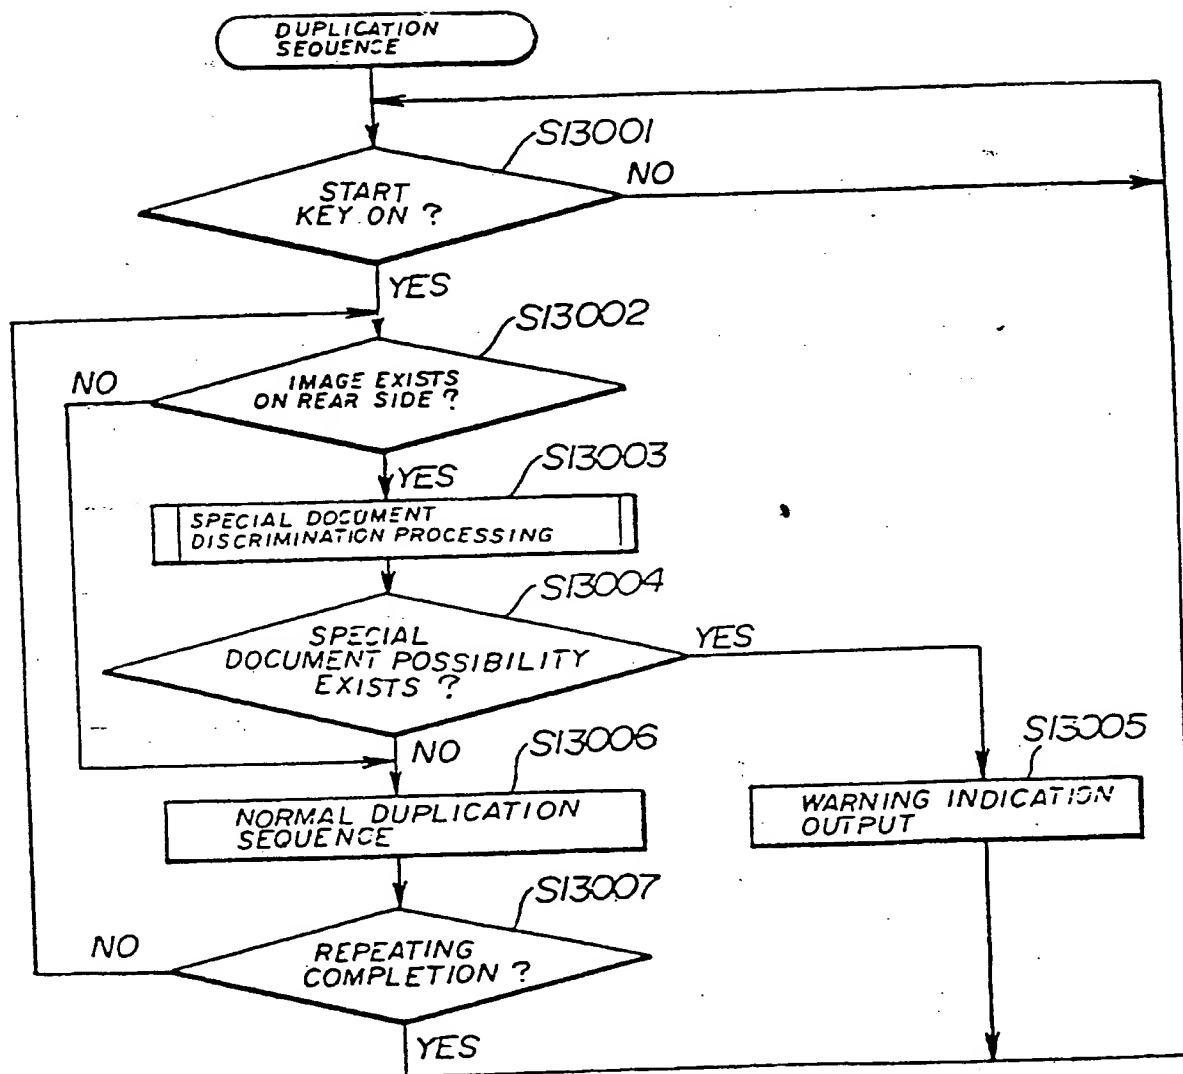 DUPLICATION
SEQUENCE
S13001
START
KEY ON ?
NO
YES
S13002
NO
IMAGE EXISTS
ON REAR SIDE ?
YES
S13003
SPECIAL DOCUMENT
DISCRIMINATION PROCESSING
S13004
SPECIAL
DOCUMENT POSSIBILITY
EXISTS ?
YES
NO
S13006
S13005
NORMAL DUPLICATION
SEQUENCE
WARNING INDICATION
OUTPUT
S13007
NO
REPEATING
COMPLETION ?
YES